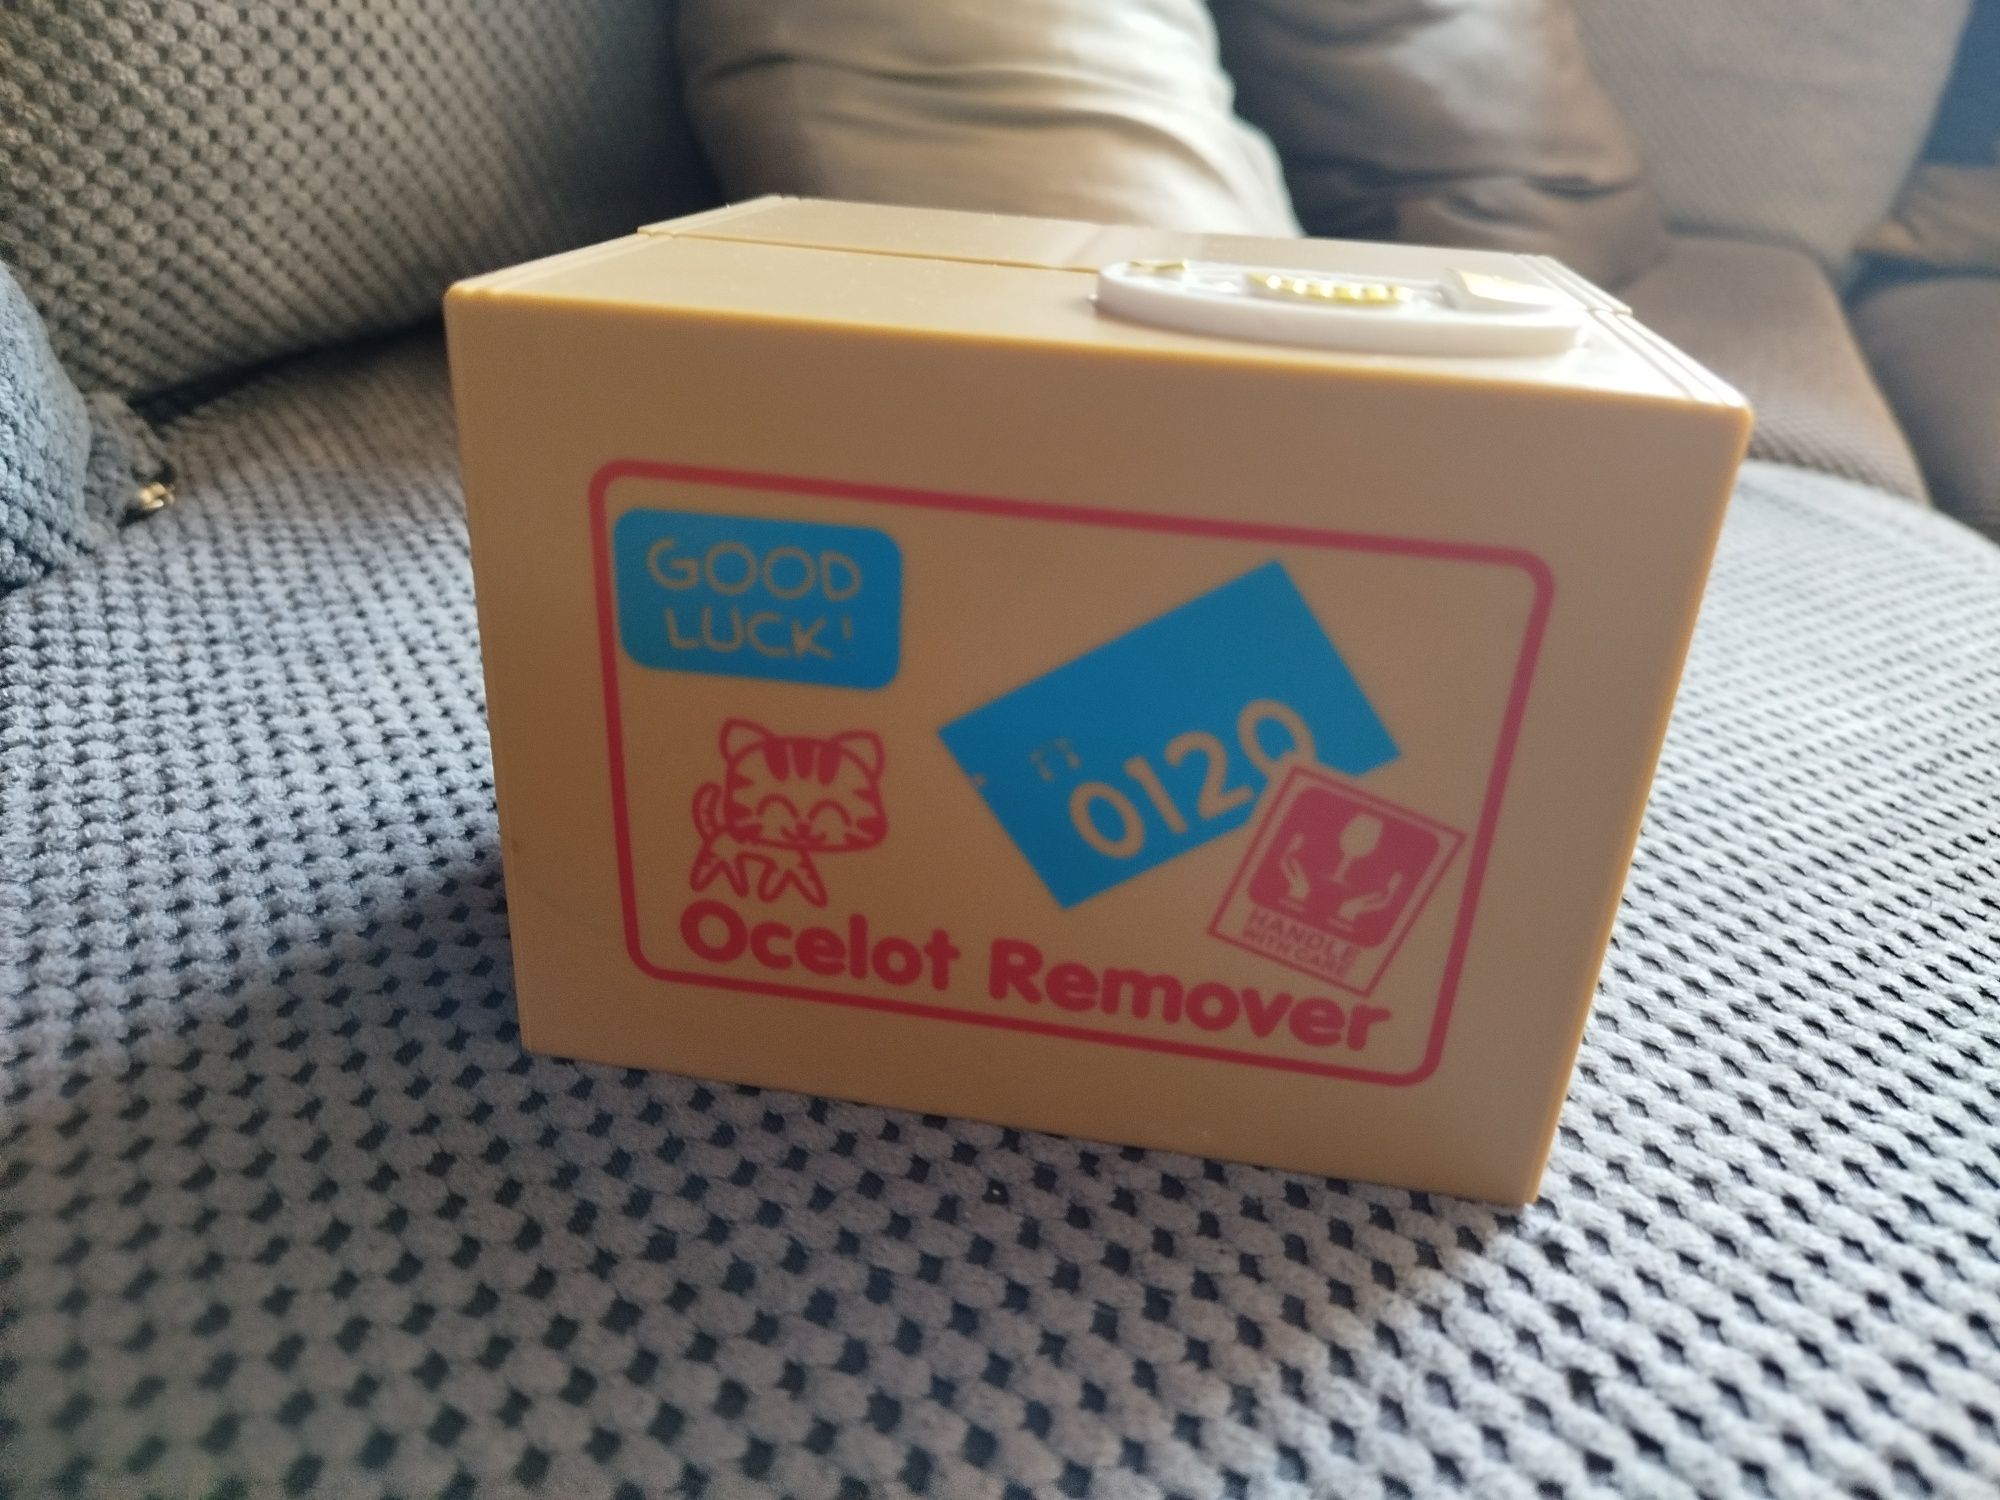 GOOD
LUCK!
0120
HANDLE
WITH CARE
Ocelot Remover